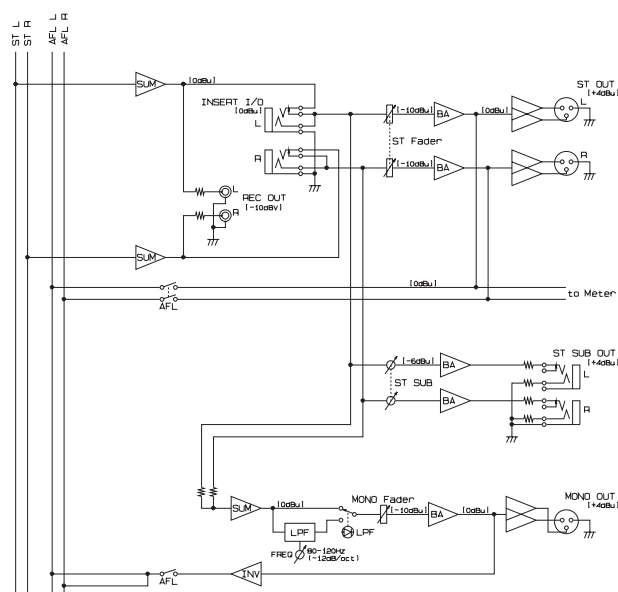 ST L
ST R
AFL L
AFL R
SUM
[0dBu]
INSERT I/O
[0dBu]
L
R
L
REC OUT
R
[-10dBV]
SUM
[-10dBu]
BA
[0dBu]
ST Fader
[-10dBu]
BA
ST OUT
[+4dBu]
L
R
AFL
[0dBu]
to Meter
[-6dBu]
BA
ST SUB
BA
ST SUB OUT
[+4dBu]
L
R
SUM
[0dBu]
MONO Fader
[-10dBu]
BA
[0dBu]
MONO OUT
[+4dBu]
LPF
LPF
FREQ
80-120Hz
(-12dB/oct)
AFL
INV